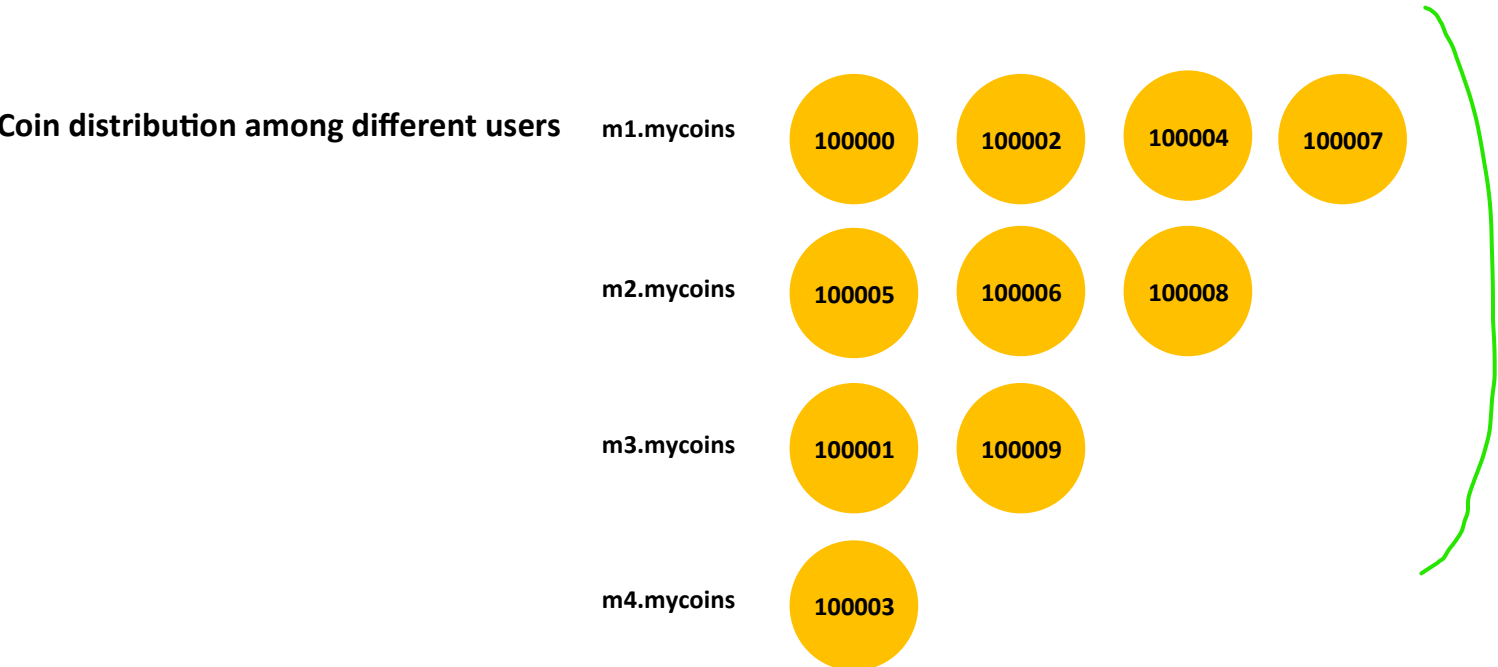 Coin distribution among different users
m1.mycoins 100000 100002 100004 100007
m2.mycoins 100005 100006 100008
m3.mycoins 100001 100009
m4.mycoins 100003